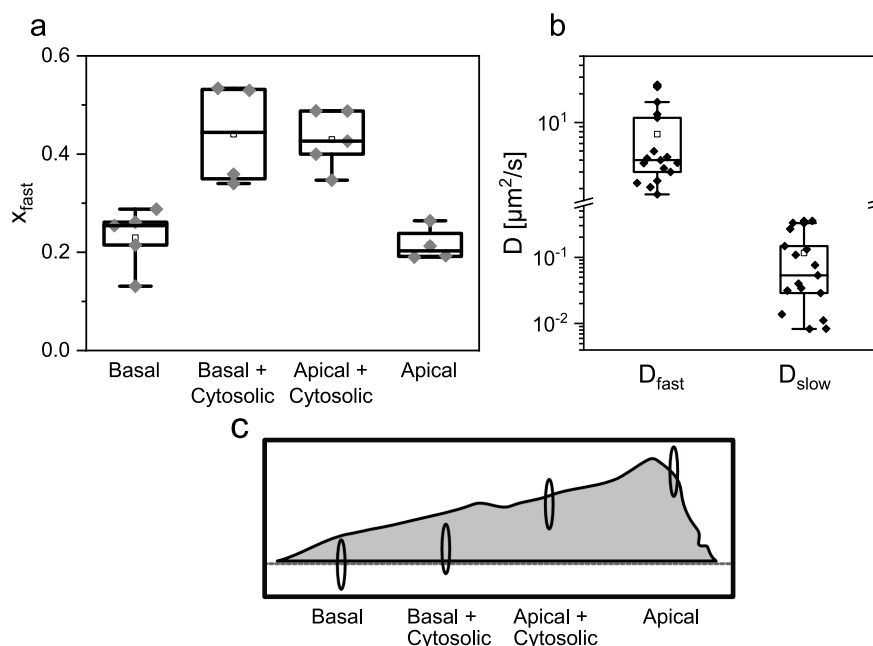 a
0.6
0.4
0.2
0.0
x_fast
Basal
Basal +
Cytosolic
Apical +
Cytosolic
Apical
b
D [µm²/s]
10¹
10⁻¹
10⁻²
D_fast
D_slow
c
Basal
Basal +
Cytosolic
Apical +
Cytosolic
Apical